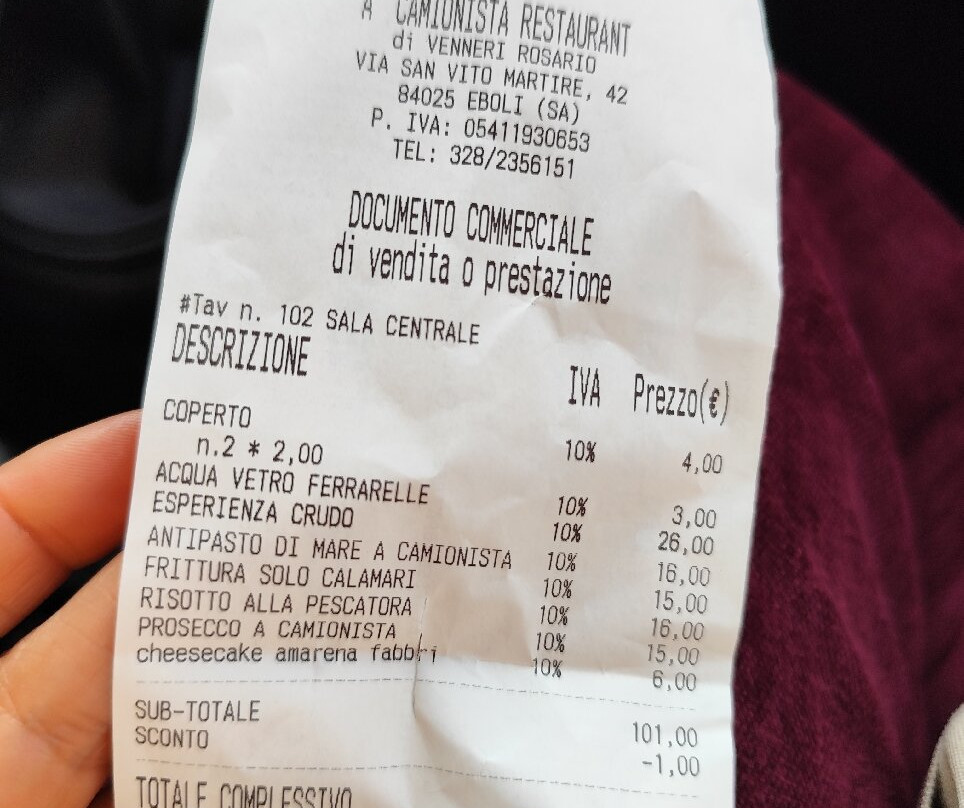 A CAMIONISTA RESTAURANT
di VENNERI ROSARIO
VIA SAN VITO MARTIRE, 42
84025 EBOLI (SA)
P. IVA: 05411930653
TEL: 328/2356151
DOCUMENTO COMMERCIALE
di vendita o prestazione
#Tav n. 102 SALA CENTRALE
DESCRIZIONE IVA Prezzo(€)
COPERTO
n.2 * 2,00 10% 4,00
ACQUA VETRO FERRARELLE 10% 3,00
ESPERIENZA CRUDO 10% 26,00
ANTIPASTO DI MARE A CAMIONISTA 10% 16,00
FRITTURA SOLO CALAMARI 10% 15,00
RISOTTO ALLA PESCATORA 10% 16,00
PROSECCO A CAMIONISTA 10% 15,00
cheesecake amarena fabbri 10% 6,00
SUB-TOTALE 101,00
SCONTO -1,00
TOTALE COMPLESSIVO